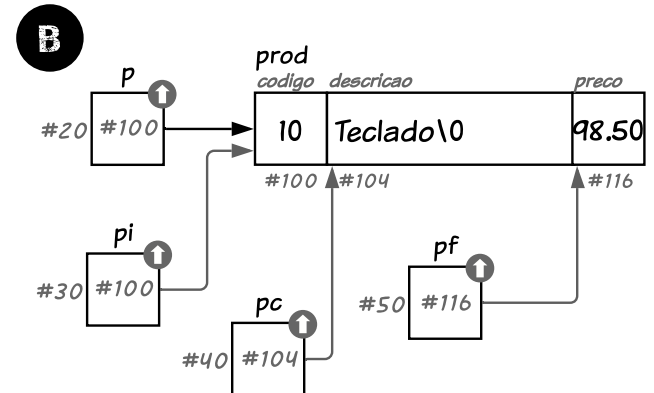 B
prod
codigo descricao preco
p
#20 #100
10 Teclado\0 98.50
#100 #104 #116
pi
#30 #100
pf
#50 #116
pc
#40 #104